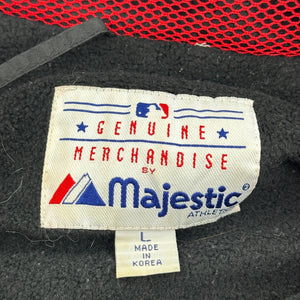 GENUINE
MERCHANDISE
BY
Majestic®
ATHLETIC
L
MADE
IN
KOREA